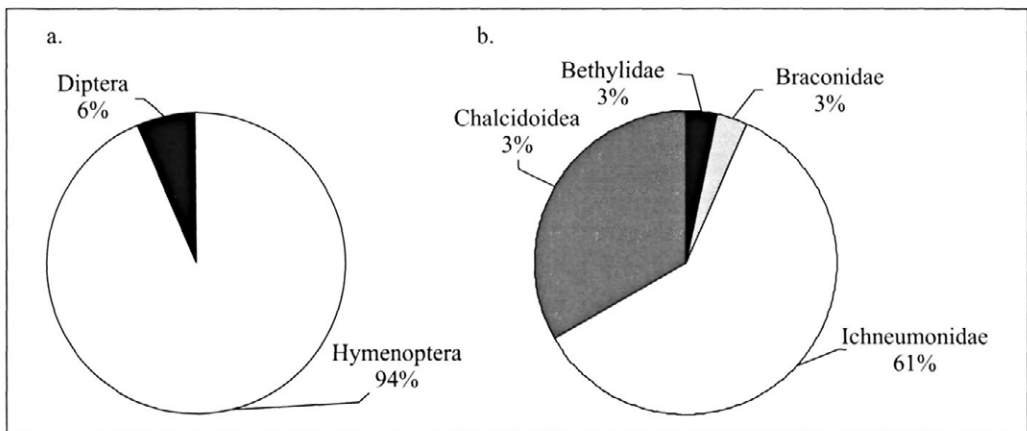 a.
Diptera
6%
Hymenoptera
94%
b.
Bethylidae
3%
Braconidae
3%
Chalcidoidea
3%
Ichneumonidae
61%